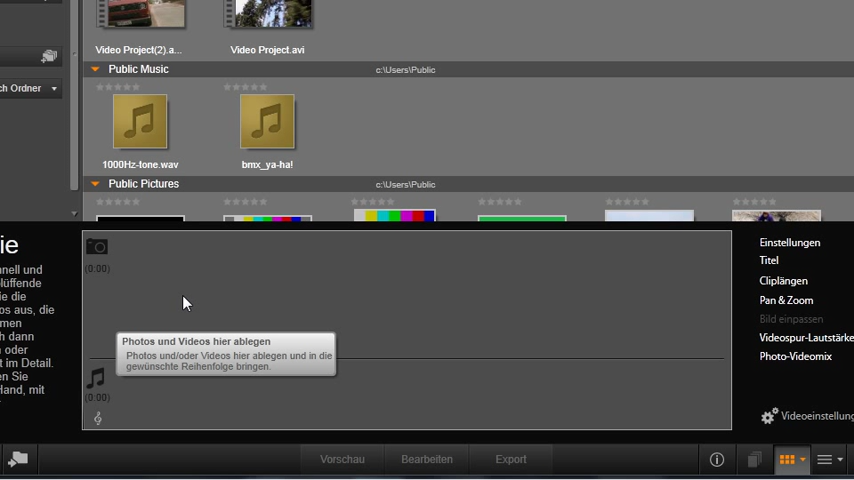 Video Project(2).a...
Video Project.avi
Public Music
c:\Users\Public
ch Ordner
1000Hz-tone.wav
bmx_ya-ha!
Public Pictures
c:\Users\Public
ie
nell und
lüffende
ie die
os aus, die
men
h dann
oder
t im Detail.
en Sie
Hand, mit
(0:00)
Photos und Videos hier ablegen
Photos und/oder Videos hier ablegen und in die
gewünschte Reihenfolge bringen.
(0:00)
Einstellungen
Titel
Cliplängen
Pan & Zoom
Bild einpassen
Videospur-Lautstärke
Photo-Videomix
Videoeinstellung
Vorschau
Bearbeiten
Export